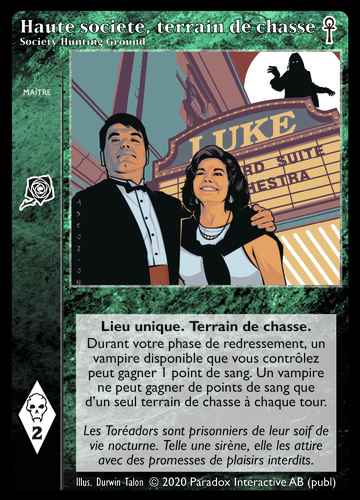 Haute société, terrain de chasse
Society Hunting Ground
MAÎTRE
LUKE
RD SUITE
HESTRA
Lieu unique. Terrain de chasse.
Durant votre phase de redressement, un
vampire disponible que vous contrôlez
peut gagner 1 point de sang. Un vampire
ne peut gagner de points de sang que
d'un seul terrain de chasse à chaque tour.
Les Toréadors sont prisonniers de leur soif de
vie nocturne. Telle une sirène, elle les attire
avec des promesses de plaisirs interdits.
2
Illus. Durwin Talon © 2020 Paradox Interactive AB (publ)